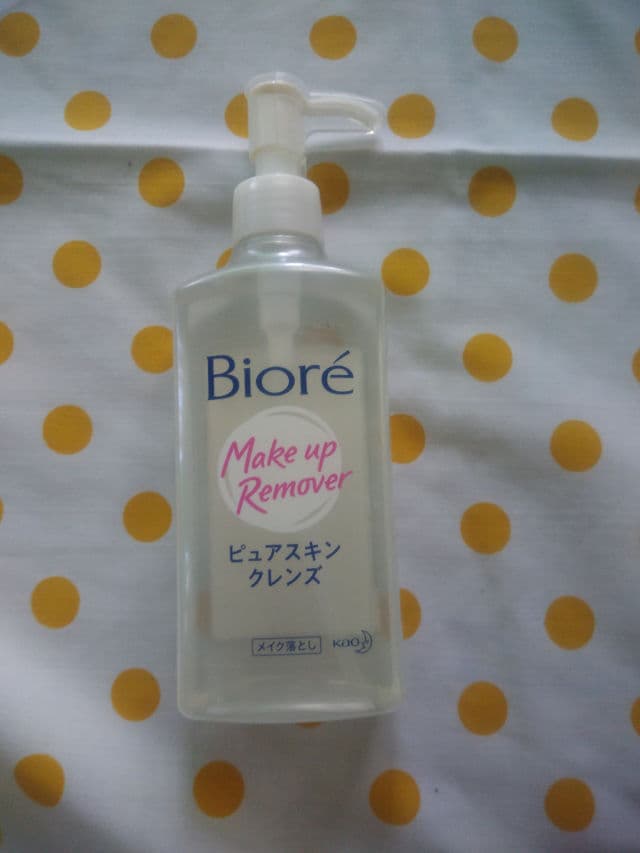 Bioré
Make up
Remover
ピュアスキン
クレンズ
メイク落とし
Kao